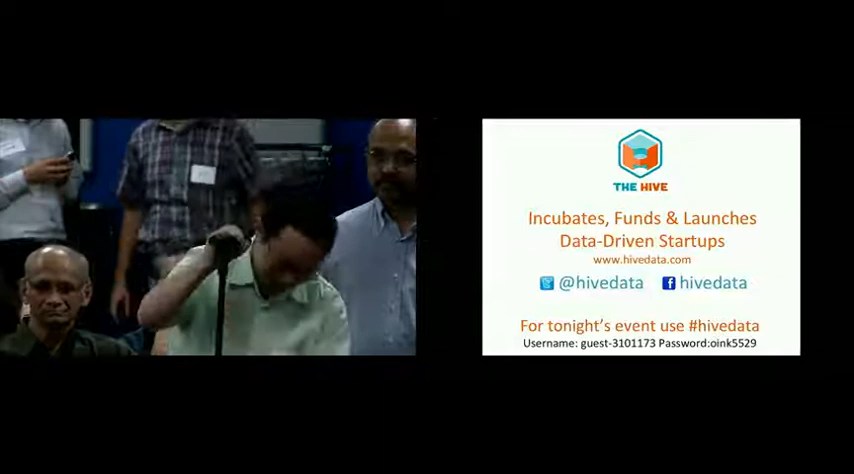 THE HIVE
Incubates, Funds & Launches
Data-Driven Startups
www.hivedata.com
@hivedata hivedata
For tonight's event use #hivedata
Username: guest-3101173 Password:oink5529